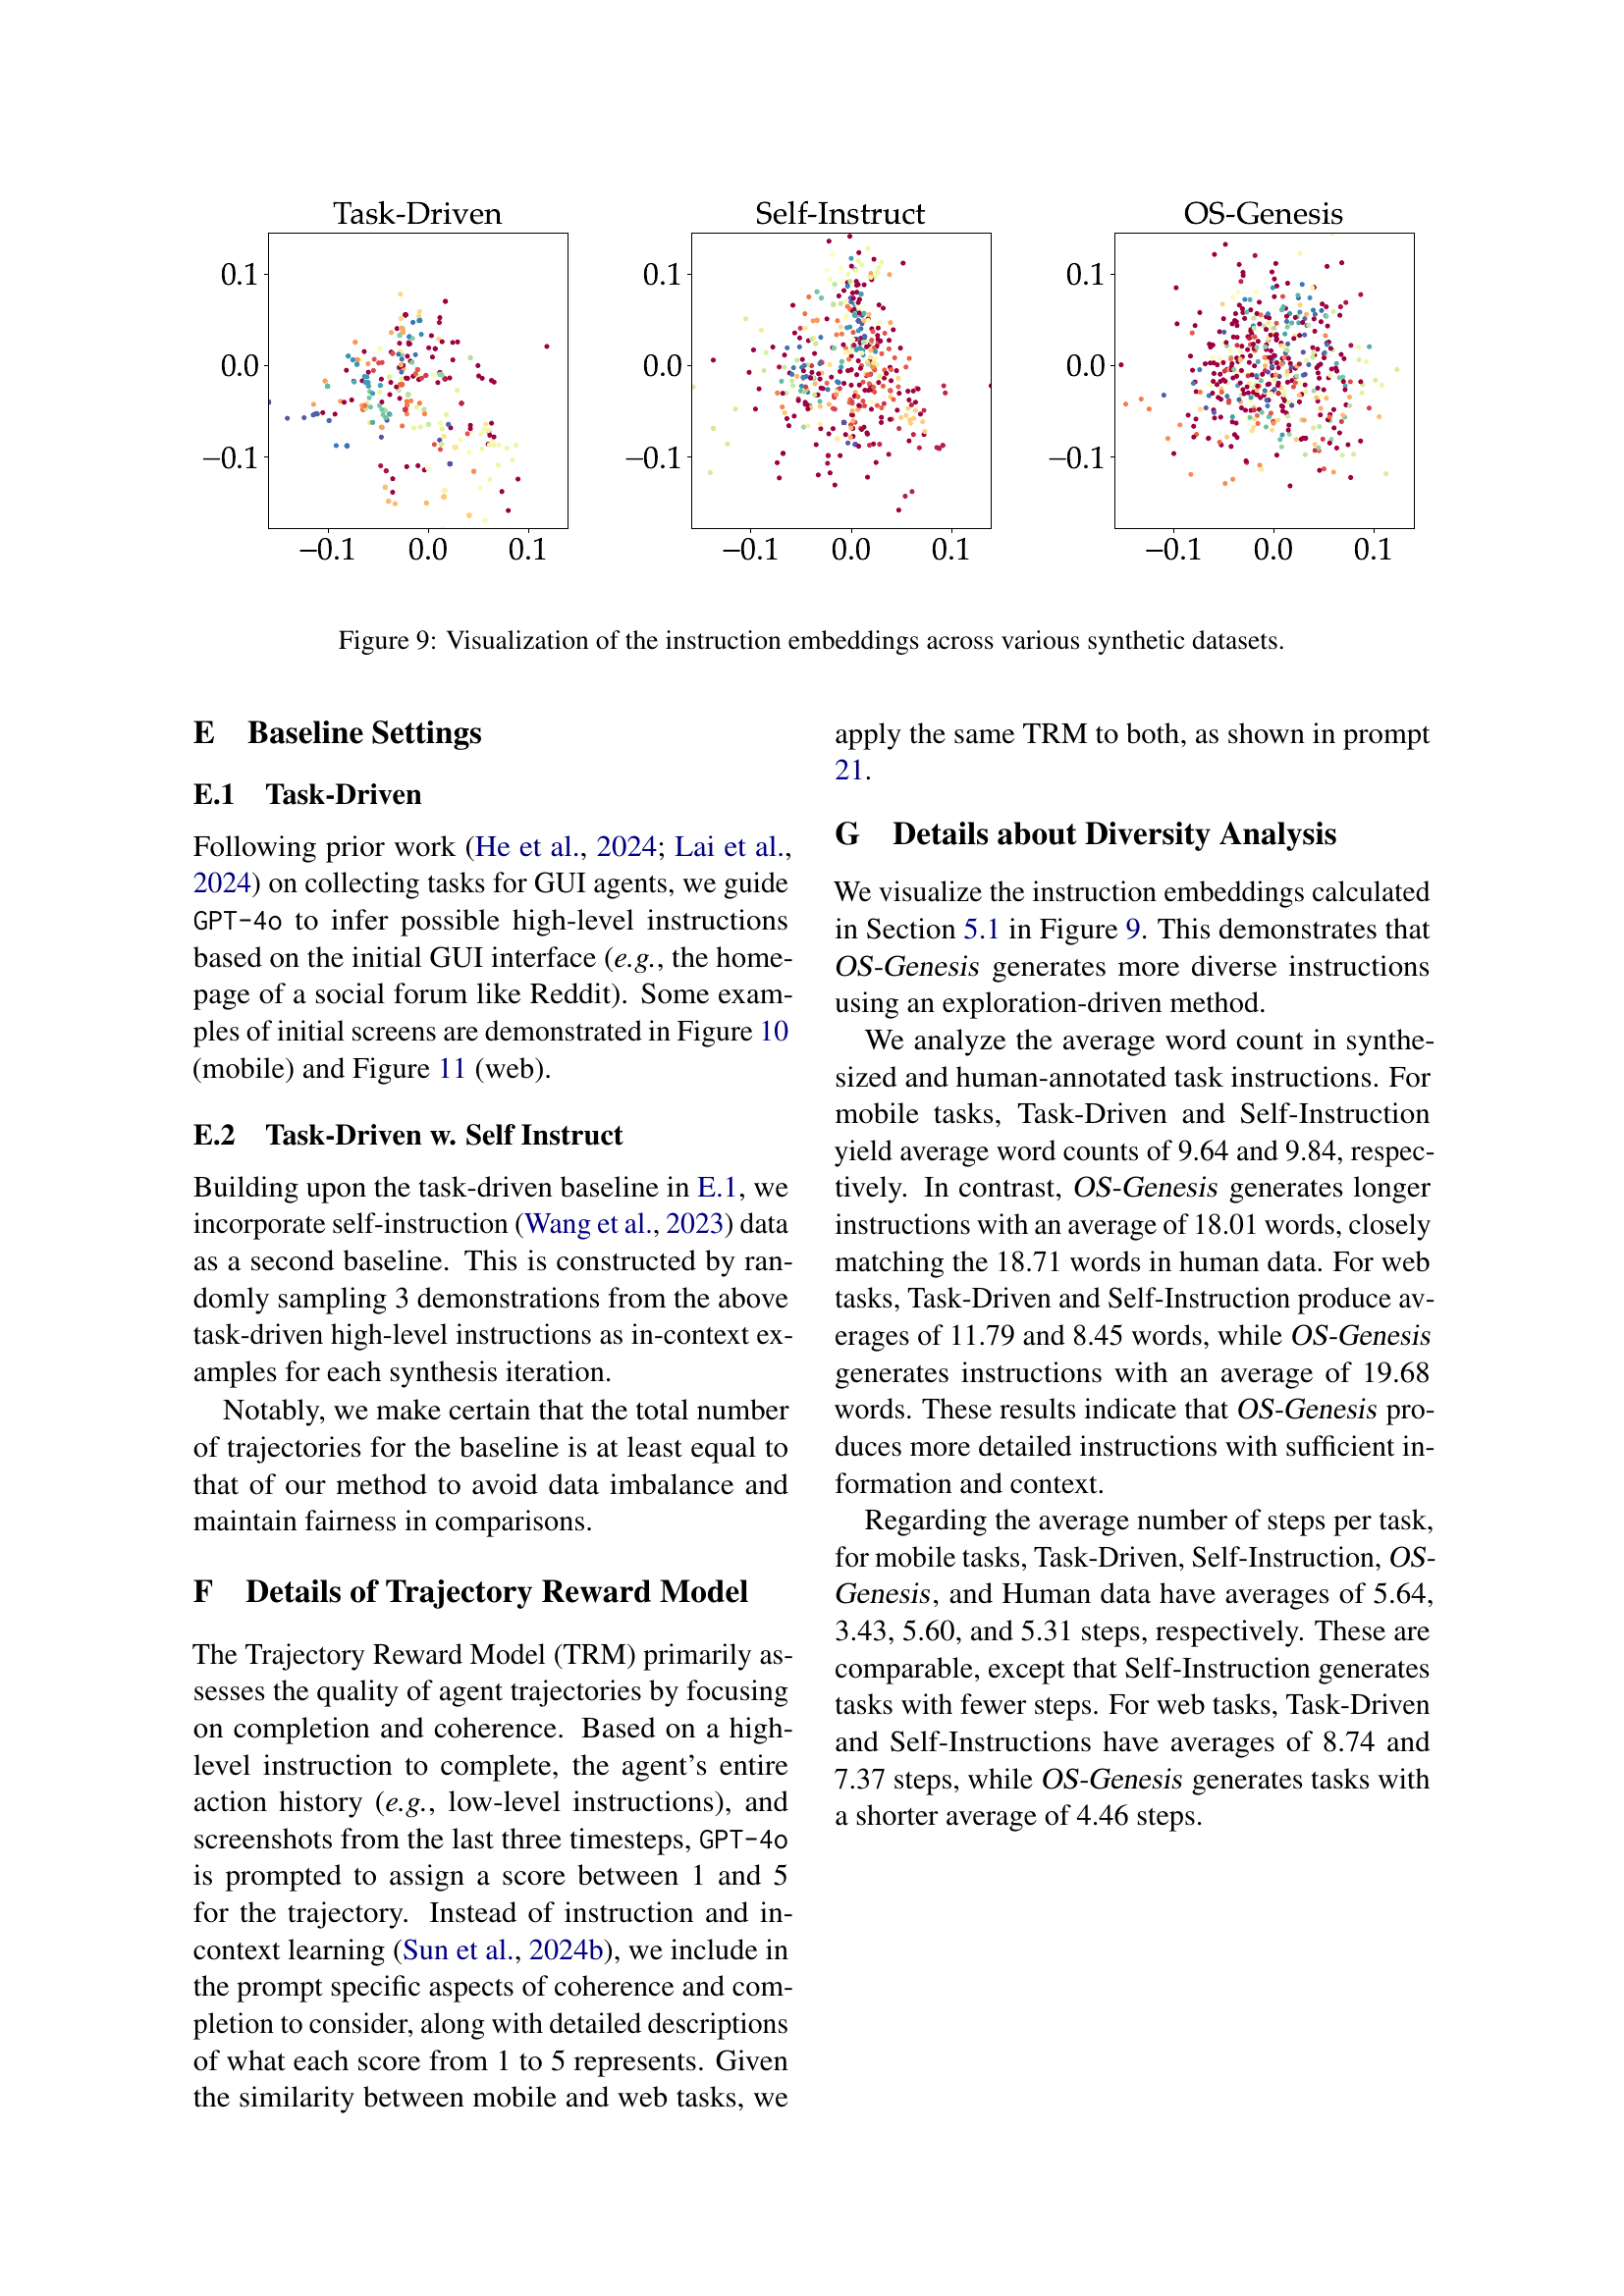 Task-Driven
Self-Instruct
OS-Genesis
0.1
0.0
−0.1
−0.1
0.0
0.1
0.1
0.0
−0.1
−0.1
0.0
0.1
0.1
0.0
−0.1
−0.1
0.0
0.1
Figure 9: Visualization of the instruction embeddings across various synthetic datasets.
E Baseline Settings
E.1 Task-Driven
Following prior work (He et al., 2024; Lai et al.,
2024) on collecting tasks for GUI agents, we guide
GPT-4o to infer possible high-level instructions
based on the initial GUI interface (e.g., the home-
page of a social forum like Reddit). Some exam-
ples of initial screens are demonstrated in Figure 10
(mobile) and Figure 11 (web).
E.2 Task-Driven w. Self Instruct
Building upon the task-driven baseline in E.1, we
incorporate self-instruction (Wang et al., 2023) data
as a second baseline. This is constructed by ran-
domly sampling 3 demonstrations from the above
task-driven high-level instructions as in-context ex-
amples for each synthesis iteration.
Notably, we make certain that the total number
of trajectories for the baseline is at least equal to
that of our method to avoid data imbalance and
maintain fairness in comparisons.
F Details of Trajectory Reward Model
The Trajectory Reward Model (TRM) primarily as-
sesses the quality of agent trajectories by focusing
on completion and coherence. Based on a high-
level instruction to complete, the agent's entire
action history (e.g., low-level instructions), and
screenshots from the last three timesteps, GPT-4o
is prompted to assign a score between 1 and 5
for the trajectory. Instead of instruction and in-
context learning (Sun et al., 2024b), we include in
the prompt specific aspects of coherence and com-
pletion to consider, along with detailed descriptions
of what each score from 1 to 5 represents. Given
the similarity between mobile and web tasks, we
apply the same TRM to both, as shown in prompt
21.
G Details about Diversity Analysis
We visualize the instruction embeddings calculated
in Section 5.1 in Figure 9. This demonstrates that
OS-Genesis generates more diverse instructions
using an exploration-driven method.
We analyze the average word count in synthe-
sized and human-annotated task instructions. For
mobile tasks, Task-Driven and Self-Instruction
yield average word counts of 9.64 and 9.84, respec-
tively. In contrast, OS-Genesis generates longer
instructions with an average of 18.01 words, closely
matching the 18.71 words in human data. For web
tasks, Task-Driven and Self-Instruction produce av-
erages of 11.79 and 8.45 words, while OS-Genesis
generates instructions with an average of 19.68
words. These results indicate that OS-Genesis pro-
duces more detailed instructions with sufficient in-
formation and context.
Regarding the average number of steps per task,
for mobile tasks, Task-Driven, Self-Instruction, OS-
Genesis, and Human data have averages of 5.64,
3.43, 5.60, and 5.31 steps, respectively. These are
comparable, except that Self-Instruction generates
tasks with fewer steps. For web tasks, Task-Driven
and Self-Instructions have averages of 8.74 and
7.37 steps, while OS-Genesis generates tasks with
a shorter average of 4.46 steps.